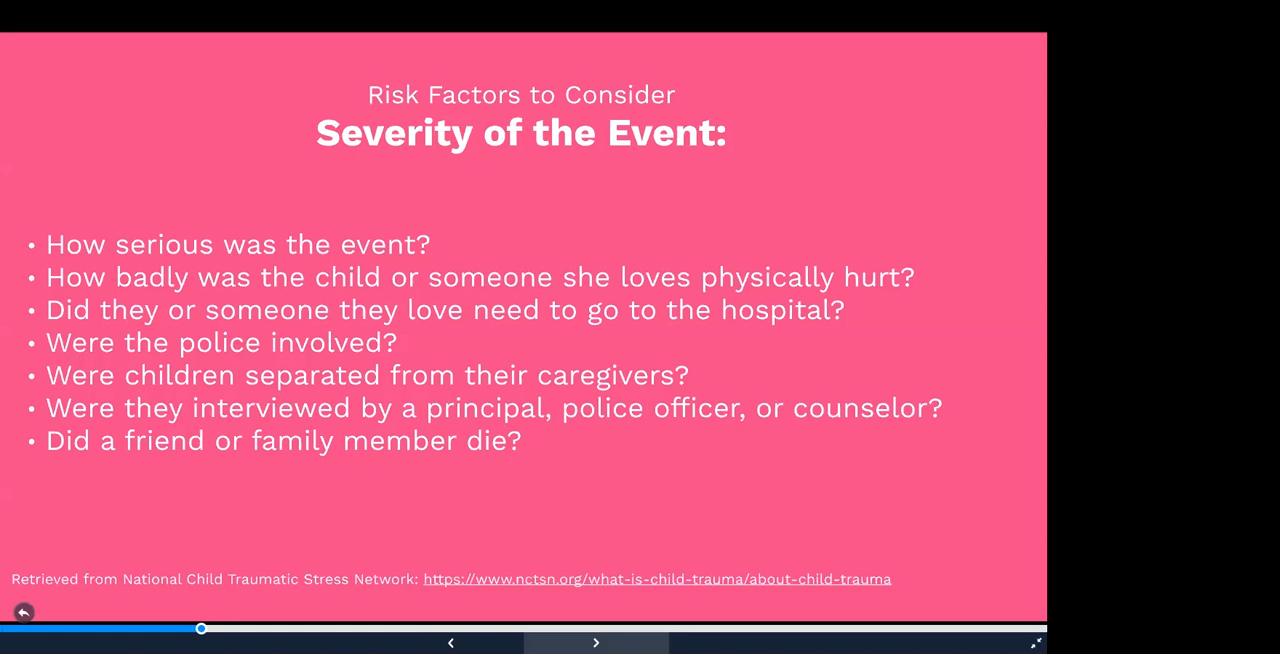 Risk Factors to Consider
Severity of the Event:
• How serious was the event?
• How badly was the child or someone she loves physically hurt?
• Did they or someone they love need to go to the hospital?
• Were the police involved?
• Were children separated from their caregivers?
• Were they interviewed by a principal, police officer, or counselor?
• Did a friend or family member die?
Retrieved from National Child Traumatic Stress Network: https://www.nctsn.org/what-is-child-trauma/about-child-trauma